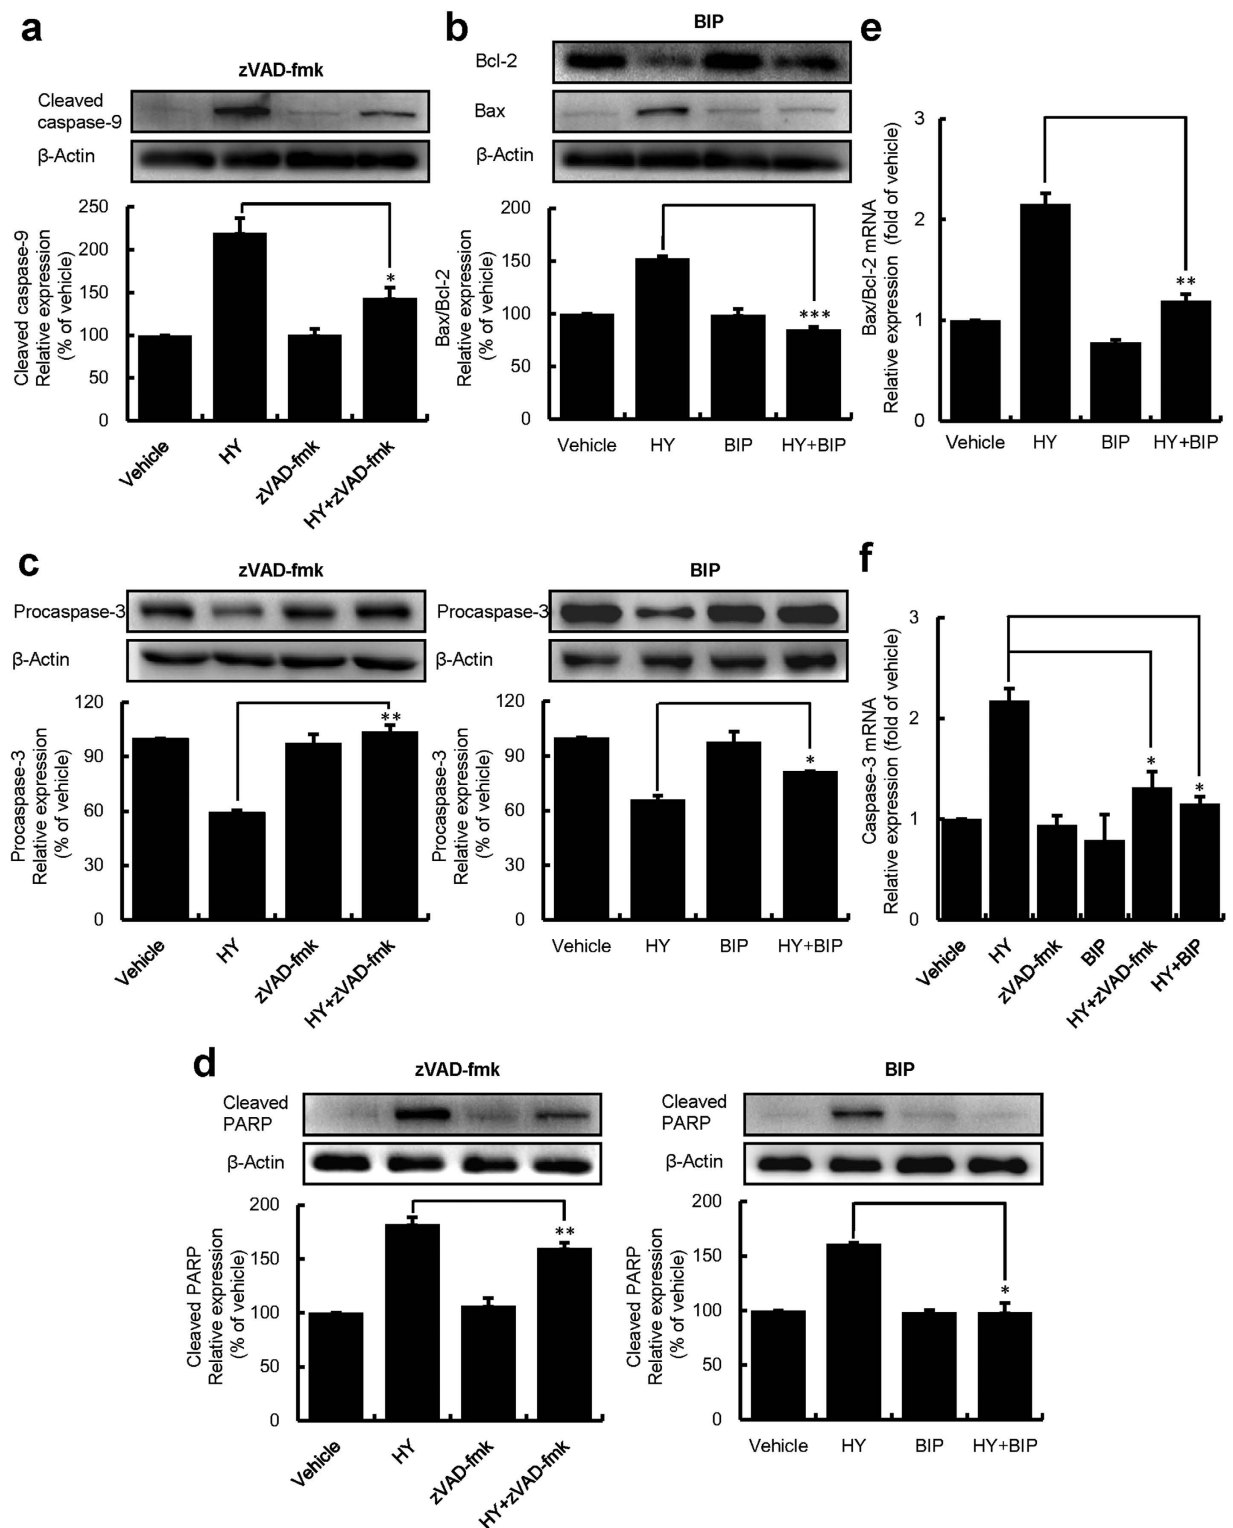 a
zVAD-fmk
Cleaved
caspase-9
β-Actin
Cleaved caspase-9
Relative expression
(% of vehicle)
250
200
150
100
50
0
*
Vehicle
HY
zVAD-fmk
HY+zVAD-fmk
b
BIP
Bcl-2
Bax
β-Actin
Bax/Bcl-2
Relative expression
(% of vehicle)
200
150
100
50
0
***
Vehicle
HY
BIP
HY+BIP
e
Bax/Bcl-2 mRNA
Relative expression (fold of vehicle)
3
2
1
0
**
Vehicle
HY
BIP
HY+BIP
c
zVAD-fmk
Procaspase-3
β-Actin
Procaspase-3
Relative expression
(% of vehicle)
120
90
60
30
0
**
Vehicle
HY
zVAD-fmk
HY+zVAD-fmk
BIP
Procaspase-3
β-Actin
Procaspase-3
Relative expression
(% of vehicle)
120
90
60
30
0
*
Vehicle
HY
BIP
HY+BIP
f
Caspase-3 mRNA
Relative expression (fold of vehicle)
3
2
1
0
*
*
Vehicle
HY
zVAD-fmk
BIP
HY+zVAD-fmk
HY+BIP
d
zVAD-fmk
Cleaved
PARP
β-Actin
Cleaved PARP
Relative expression
(% of vehicle)
200
150
100
50
0
**
Vehicle
HY
zVAD-fmk
HY+zVAD-fmk
BIP
Cleaved
PARP
β-Actin
Cleaved PARP
Relative expression
(% of vehicle)
200
150
100
50
0
*
Vehicle
HY
BIP
HY+BIP